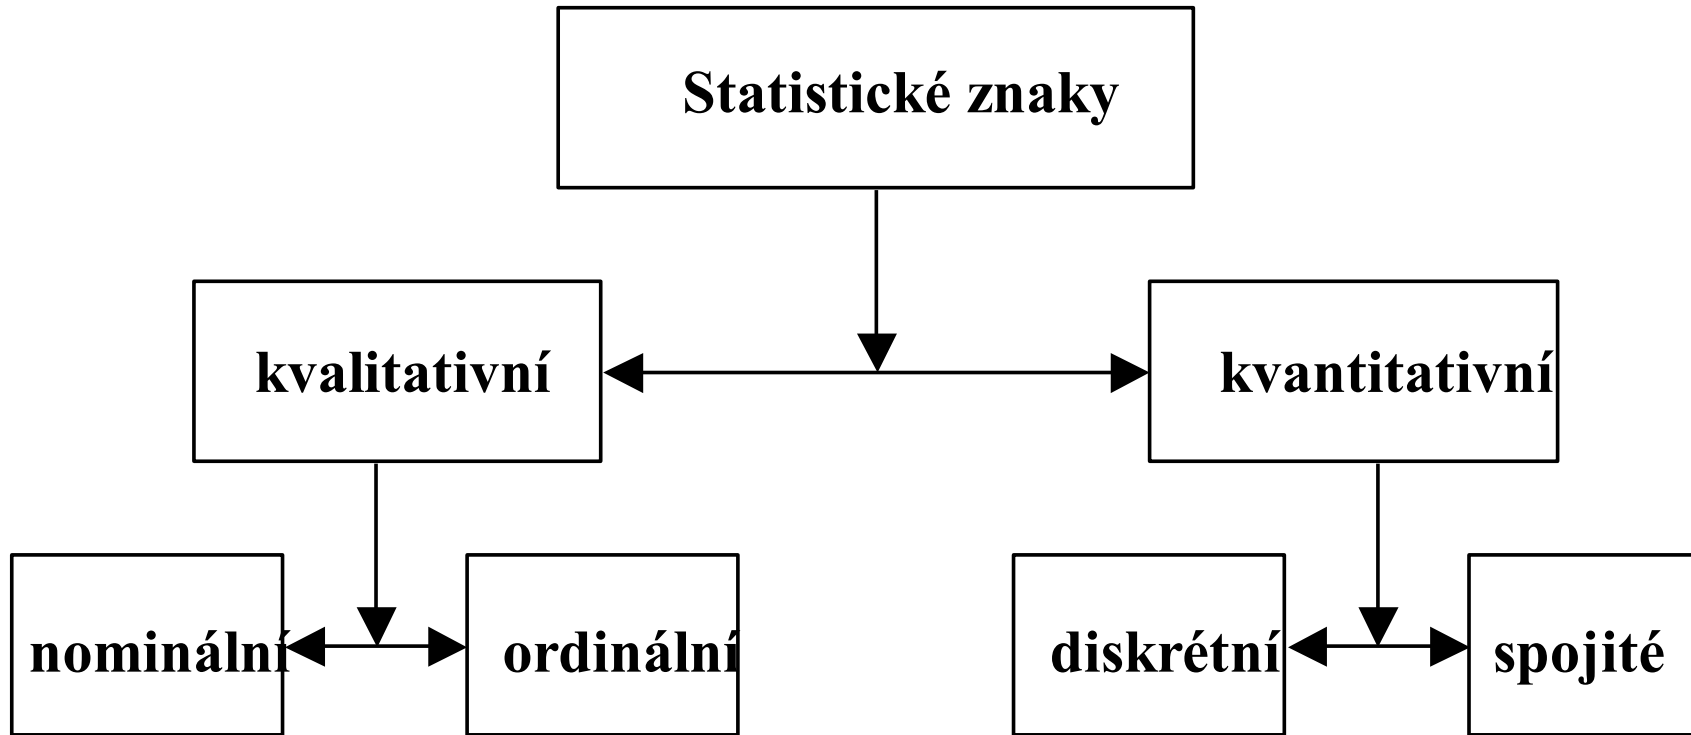 Statistické znaky
kvalitativní
kvantitativní
nominální
ordinální
diskrétní
spojité